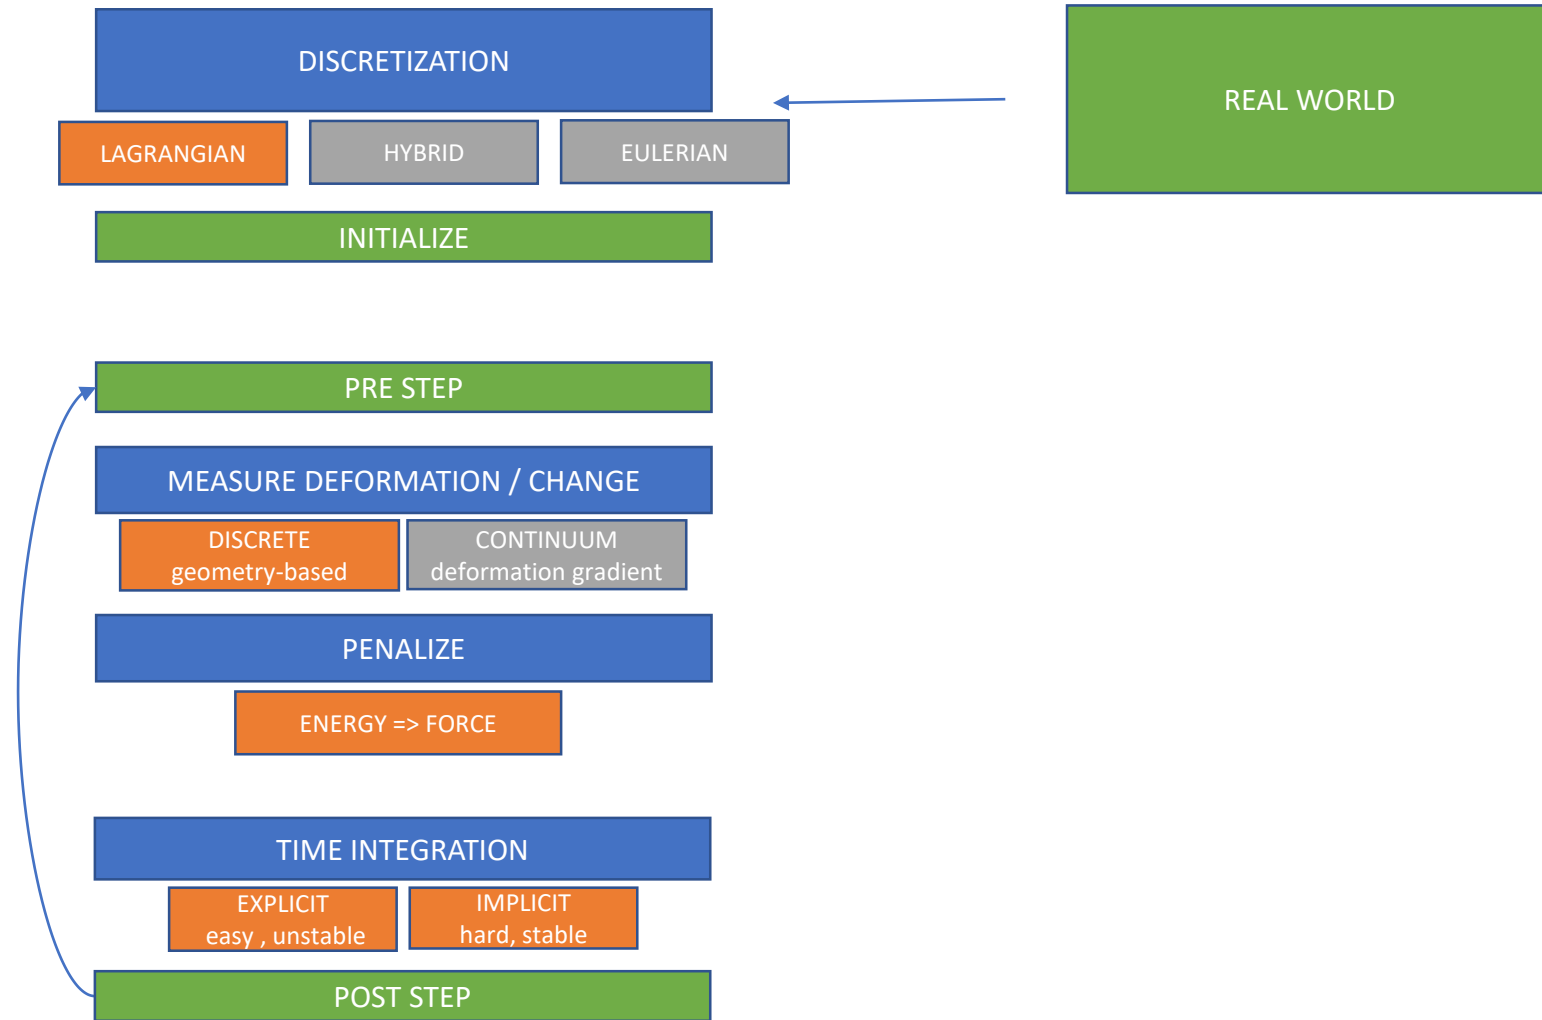 DISCRETIZATION
REAL WORLD
LAGRANGIAN
HYBRID
EULERIAN
INITIALIZE
PRE STEP
MEASURE DEFORMATION / CHANGE
DISCRETE
geometry-based
CONTINUUM
deformation gradient
PENALIZE
ENERGY => FORCE
TIME INTEGRATION
EXPLICIT
easy , unstable
IMPLICIT
hard, stable
POST STEP